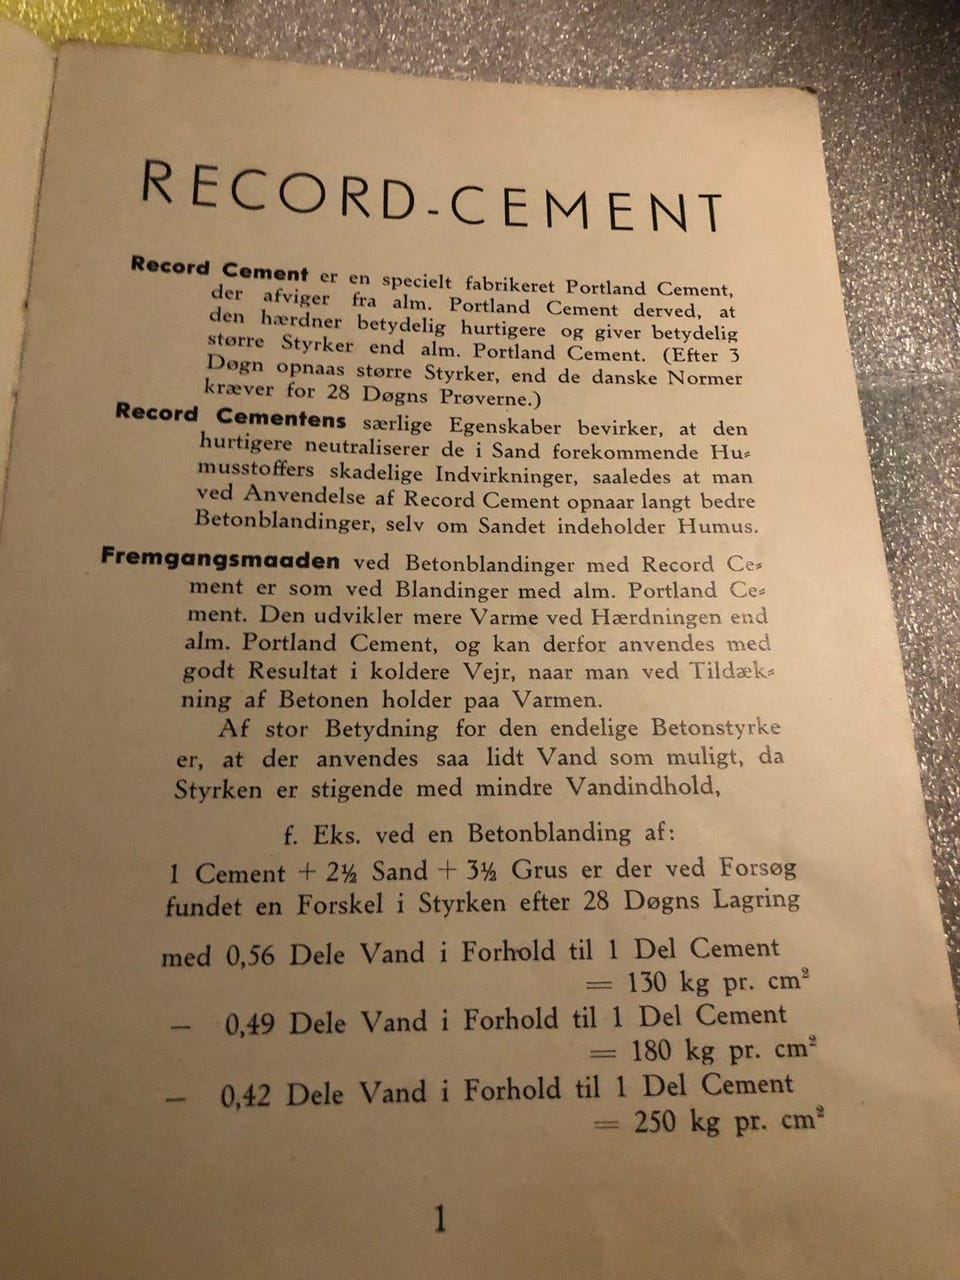 RECORD-CEMENT
Record Cement er en specielt fabrikeret Portland Cement,
der afviger fra alm. Portland Cement derved, at
den hærdner betydelig hurtigere og giver betydelig
større Styrker end alm. Portland Cement. (Efter 3
Døgn opnaas større Styrker, end de danske Normer
kræver for 28 Døgns Prøverne.)
Record Cementens særlige Egenskaber bevirker, at den
hurtigere neutraliserer de i Sand forekommende Hu-
musstoffers skadelige Indvirkninger, saaledes at man
ved Anvendelse af Record Cement opnaar langt bedre
Betonblandinger, selv om Sandet indeholder Humus.
Fremgangsmaaden ved Betonblandinger med Record Ce-
ment er som ved Blandinger med alm. Portland Ce-
ment. Den udvikler mere Varme ved Hærdningen end
alm. Portland Cement, og kan derfor anvendes med
godt Resultat i koldere Vejr, naar man ved Tildæk-
ning af Betonen holder paa Varmen.
Af stor Betydning for den endelige Betonstyrke
er, at der anvendes saa lidt Vand som muligt, da
Styrken er stigende med mindre Vandindhold,
f. Eks. ved en Betonblanding af:
1 Cement + 2½ Sand + 3½ Grus er der ved Forsøg
fundet en Forskel i Styrken efter 28 Døgns Lagring
med 0,56 Dele Vand i Forhold til 1 Del Cement
= 130 kg pr. cm²
— 0,49 Dele Vand i Forhold til 1 Del Cement
= 180 kg pr. cm²
— 0,42 Dele Vand i Forhold til 1 Del Cement
= 250 kg pr. cm²
1